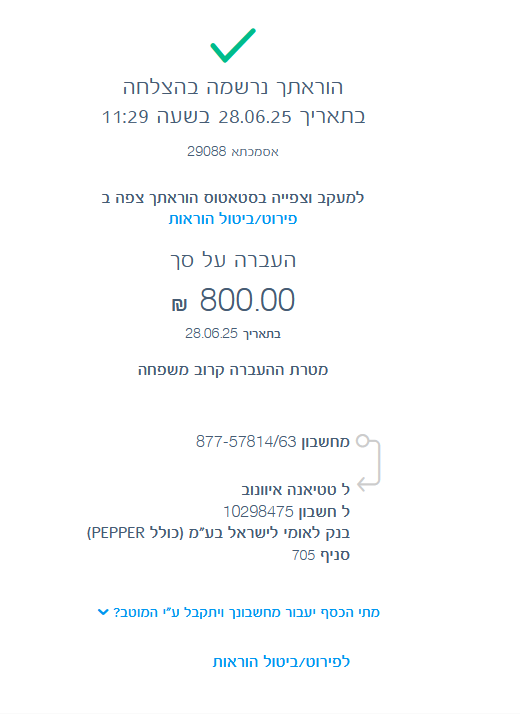 הוראתך נרשמה בהצלחה
בתאריך 28.06.25 בשעה 11:29
אסמכתא 29088
למעקב וצפייה בסטאטוס הוראתך צפה ב
פירוט/ביטול הוראות
העברה על סך
800.00 ₪
בתאריך 28.06.25
מטרת ההעברה קרוב משפחה
מחשבון 877-57814/63
ל טטיאנה איוונוב
ל חשבון 10298475
בנק לאומי לישראל בע"מ (כולל PEPPER)
סניף 705
מתי הכסף יעבור מחשבונך ויתקבל ע"י המוטב?
לפירוט/ביטול הוראות